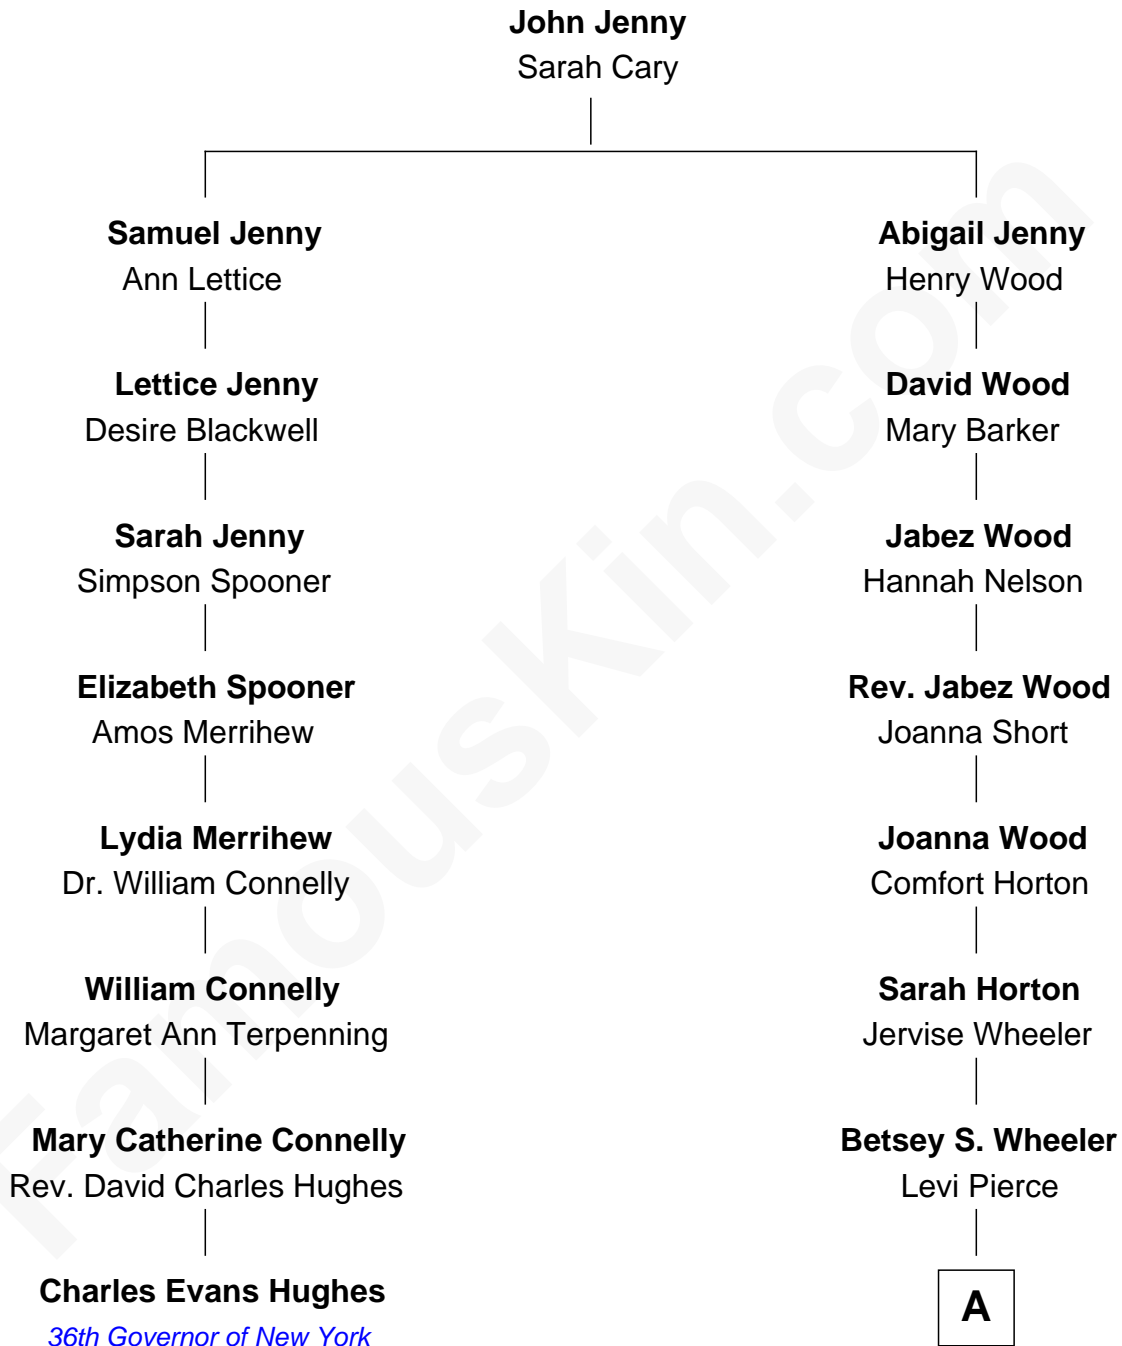 John Jenny
Sarah Cary
Samuel Jenny
Ann Lettice
Abigail Jenny
Henry Wood
Lettice Jenny
Desire Blackwell
David Wood
Mary Barker
Sarah Jenny
Simpson Spooner
Jabez Wood
Hannah Nelson
Elizabeth Spooner
Amos Merrihew
Rev. Jabez Wood
Joanna Short
Lydia Merrihew
Dr. William Connelly
Joanna Wood
Comfort Horton
William Connelly
Margaret Ann Terpenning
Sarah Horton
Jervise Wheeler
Mary Catherine Connelly
Rev. David Charles Hughes
Betsey S. Wheeler
Levi Pierce
Charles Evans Hughes
36th Governor of New York
A
FamousKin.com